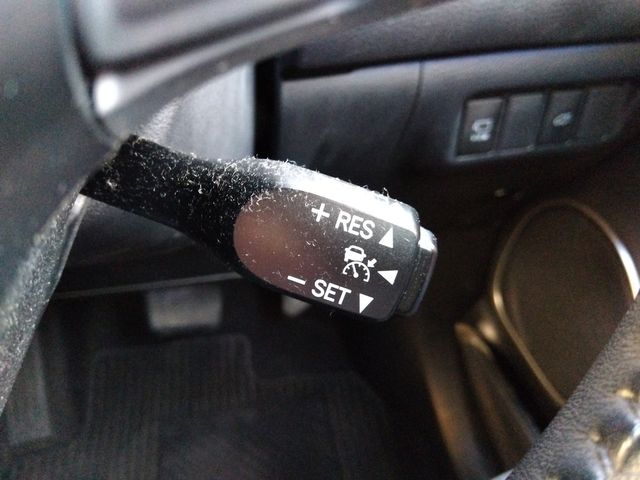 + RES
- SET